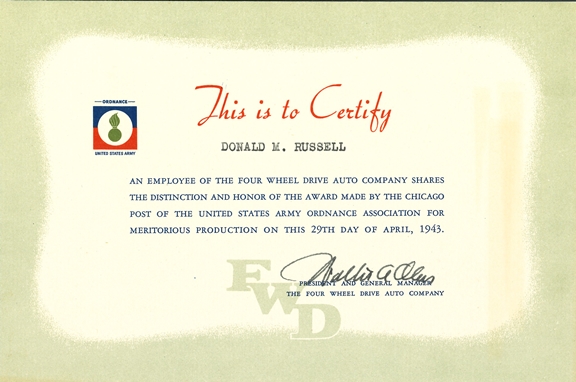 ORDNANCE
UNITED STATES ARMY
This is to Certify
DONALD M. RUSSELL
AN EMPLOYEE OF THE FOUR WHEEL DRIVE AUTO COMPANY SHARES
THE DISTINCTION AND HONOR OF THE AWARD MADE BY THE CHICAGO
POST OF THE UNITED STATES ARMY ORDNANCE ASSOCIATION FOR
MERITORIOUS PRODUCTION ON THIS 29TH DAY OF APRIL, 1943.
PRESIDENT AND GENERAL MANAGER
THE FOUR WHEEL DRIVE AUTO COMPANY
FWD